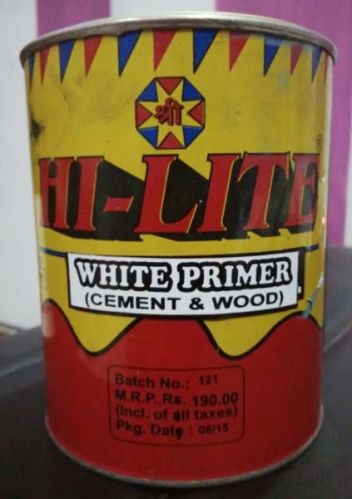 श्री
HI-LITE
WHITE PRIMER
(CEMENT & WOOD)
Batch No.: 121
M.R.P., Rs. 190.00
(Incl. of all taxes)
Pkg. Date : 06/15